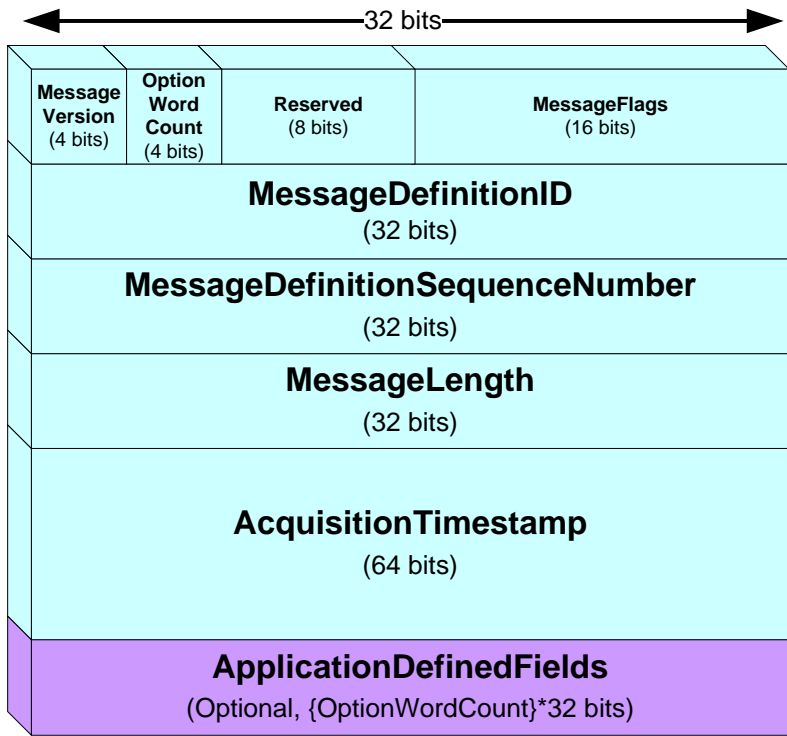 32 bits
Message
Version
(4 bits)
Option
Word
Count
(4 bits)
Reserved
(8 bits)
MessageFlags
(16 bits)
MessageDefinitionID
(32 bits)
MessageDefinitionSequenceNumber
(32 bits)
MessageLength
(32 bits)
AcquisitionTimestamp
(64 bits)
ApplicationDefinedFields
(Optional, {OptionWordCount}*32 bits)